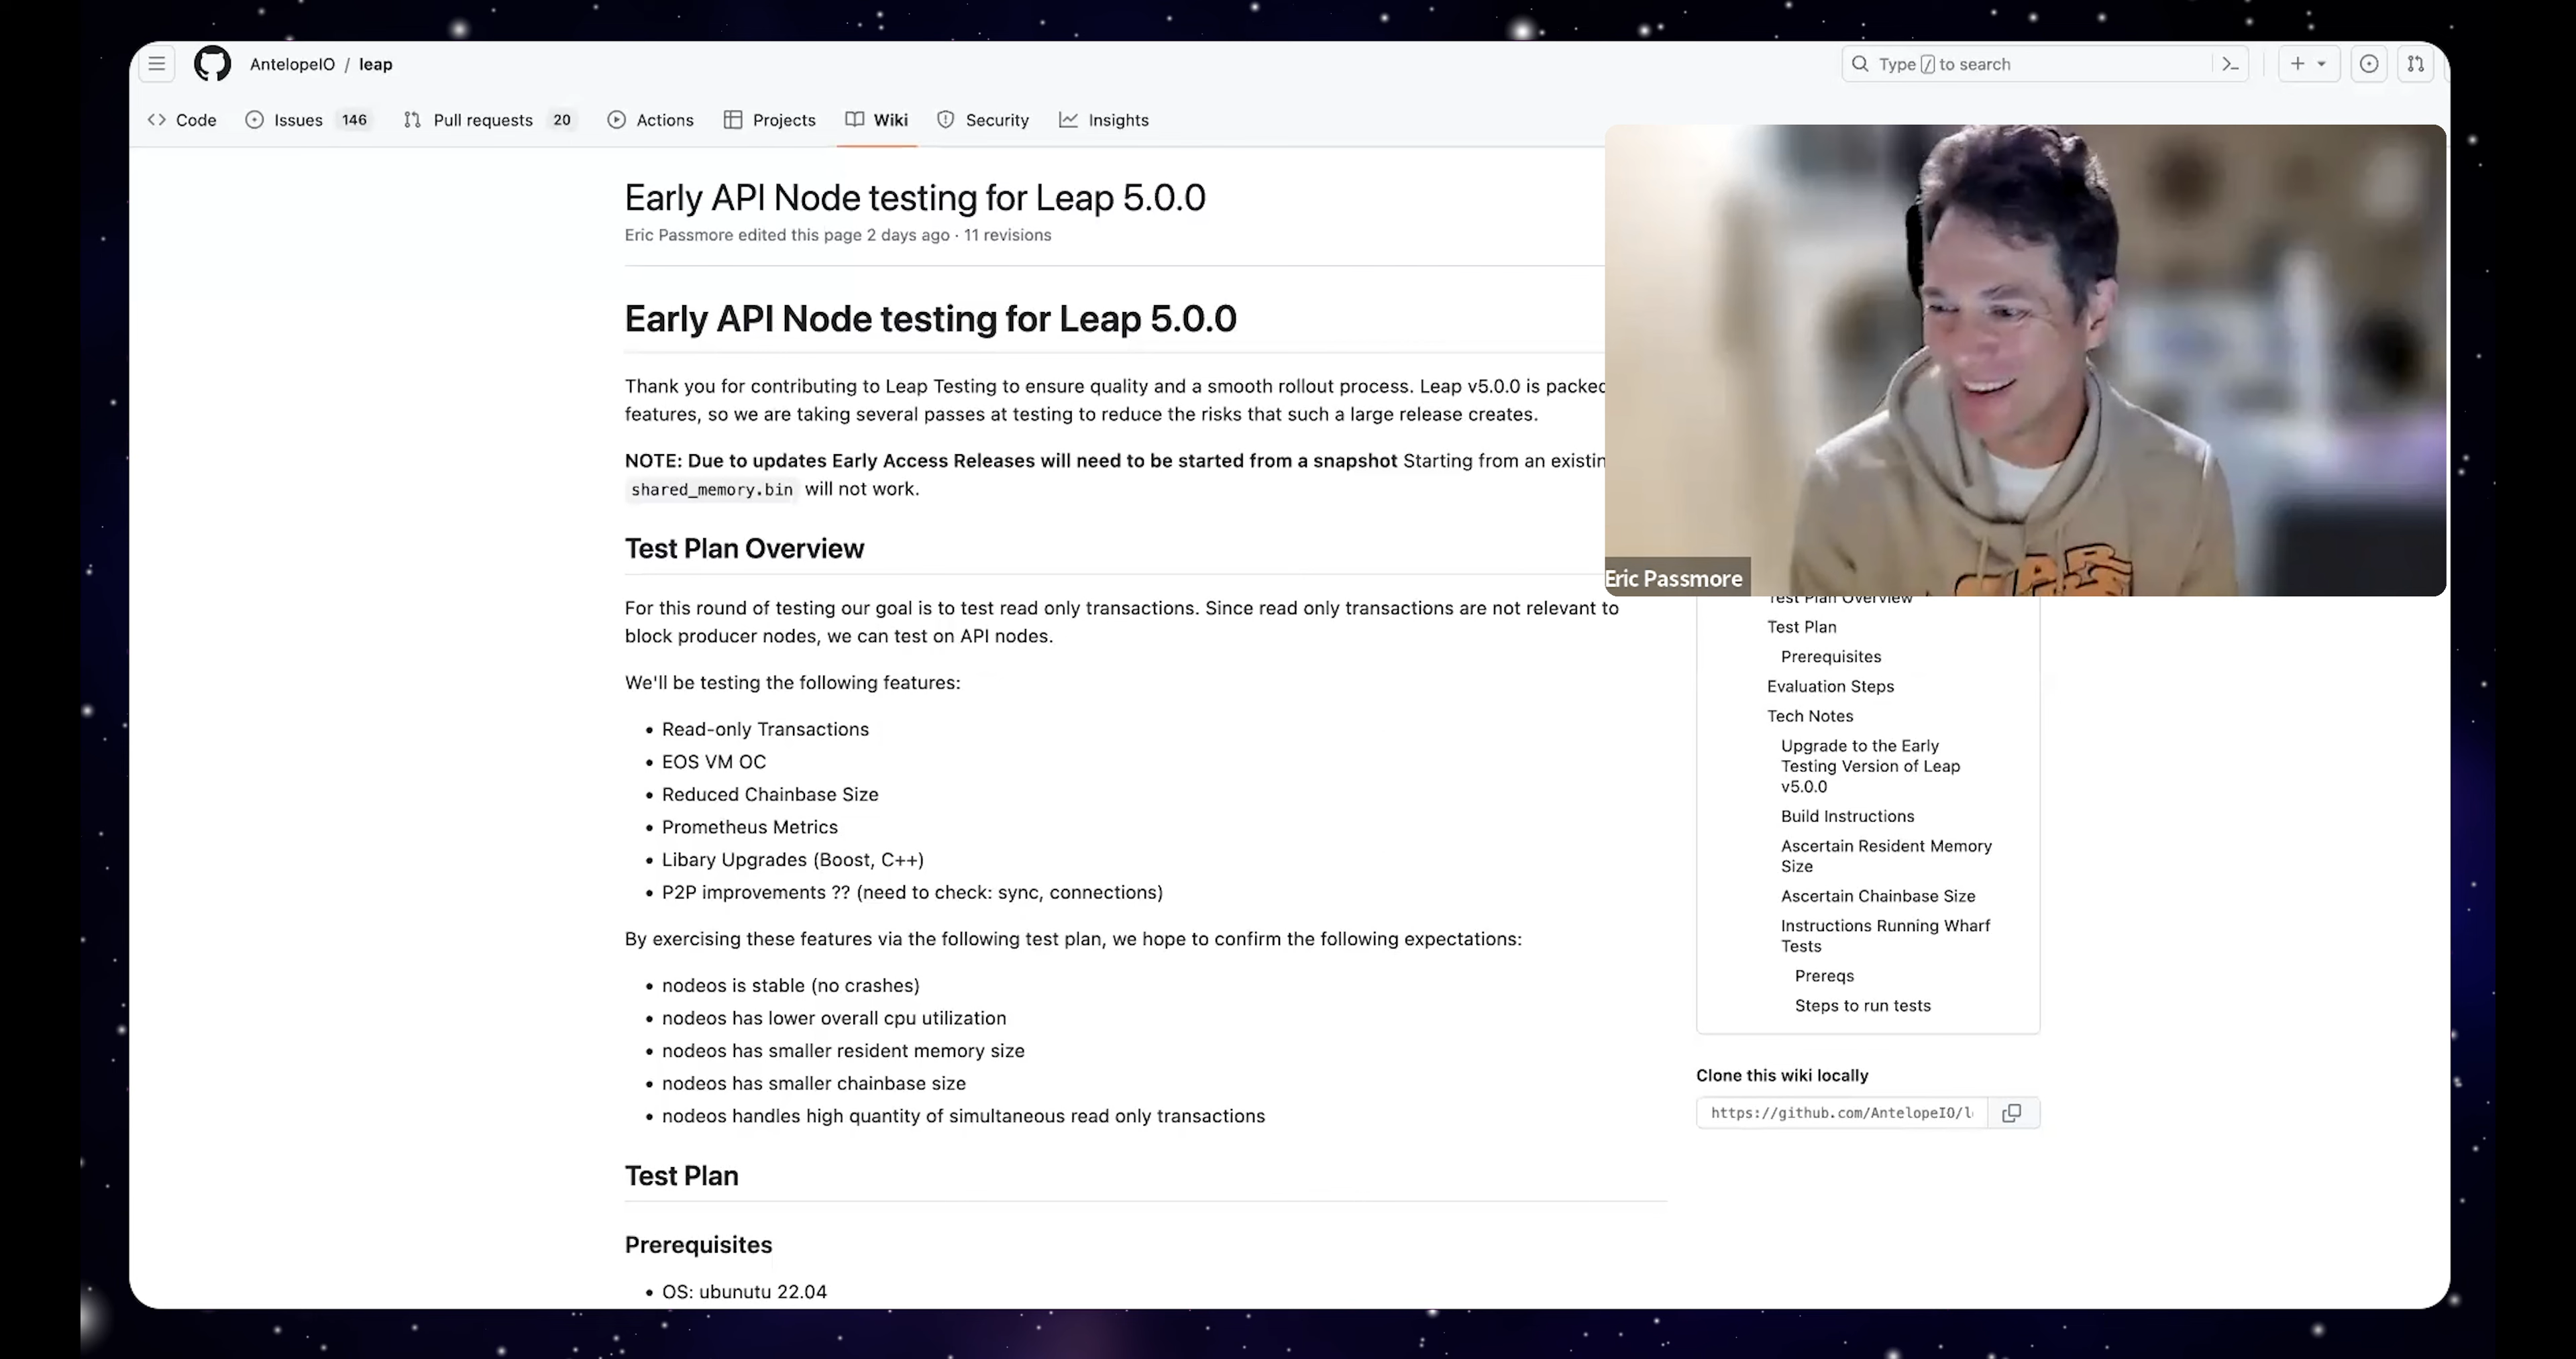 AntelopeIO / leap
Type / to search
Code
Issues 146
Pull requests 20
Actions
Projects
Wiki
Security
Insights
Early API Node testing for Leap 5.0.0
Eric Passmore edited this page 2 days ago · 11 revisions
Early API Node testing for Leap 5.0.0
Thank you for contributing to Leap Testing to ensure quality and a smooth rollout process. Leap v5.0.0 is packed
features, so we are taking several passes at testing to reduce the risks that such a large release creates.
NOTE: Due to updates Early Access Releases will need to be started from a snapshot Starting from an existin
shared_memory.bin will not work.
Test Plan Overview
For this round of testing our goal is to test read only transactions. Since read only transactions are not relevant to
block producer nodes, we can test on API nodes.
We'll be testing the following features:
• Read-only Transactions
• EOS VM OC
• Reduced Chainbase Size
• Prometheus Metrics
• Libary Upgrades (Boost, C++)
• P2P improvements ?? (need to check: sync, connections)
By exercising these features via the following test plan, we hope to confirm the following expectations:
• nodeos is stable (no crashes)
• nodeos has lower overall cpu utilization
• nodeos has smaller resident memory size
• nodeos has smaller chainbase size
• nodeos handles high quantity of simultaneous read only transactions
Test Plan
Prerequisites
• OS: ubunutu 22.04
Eric Passmore
Test Plan Overview
Test Plan
Prerequisites
Evaluation Steps
Tech Notes
Upgrade to the Early
Testing Version of Leap
v5.0.0
Build Instructions
Ascertain Resident Memory
Size
Ascertain Chainbase Size
Instructions Running Wharf
Tests
Prereqs
Steps to run tests
Clone this wiki locally
https://github.com/AntelopeIO/l